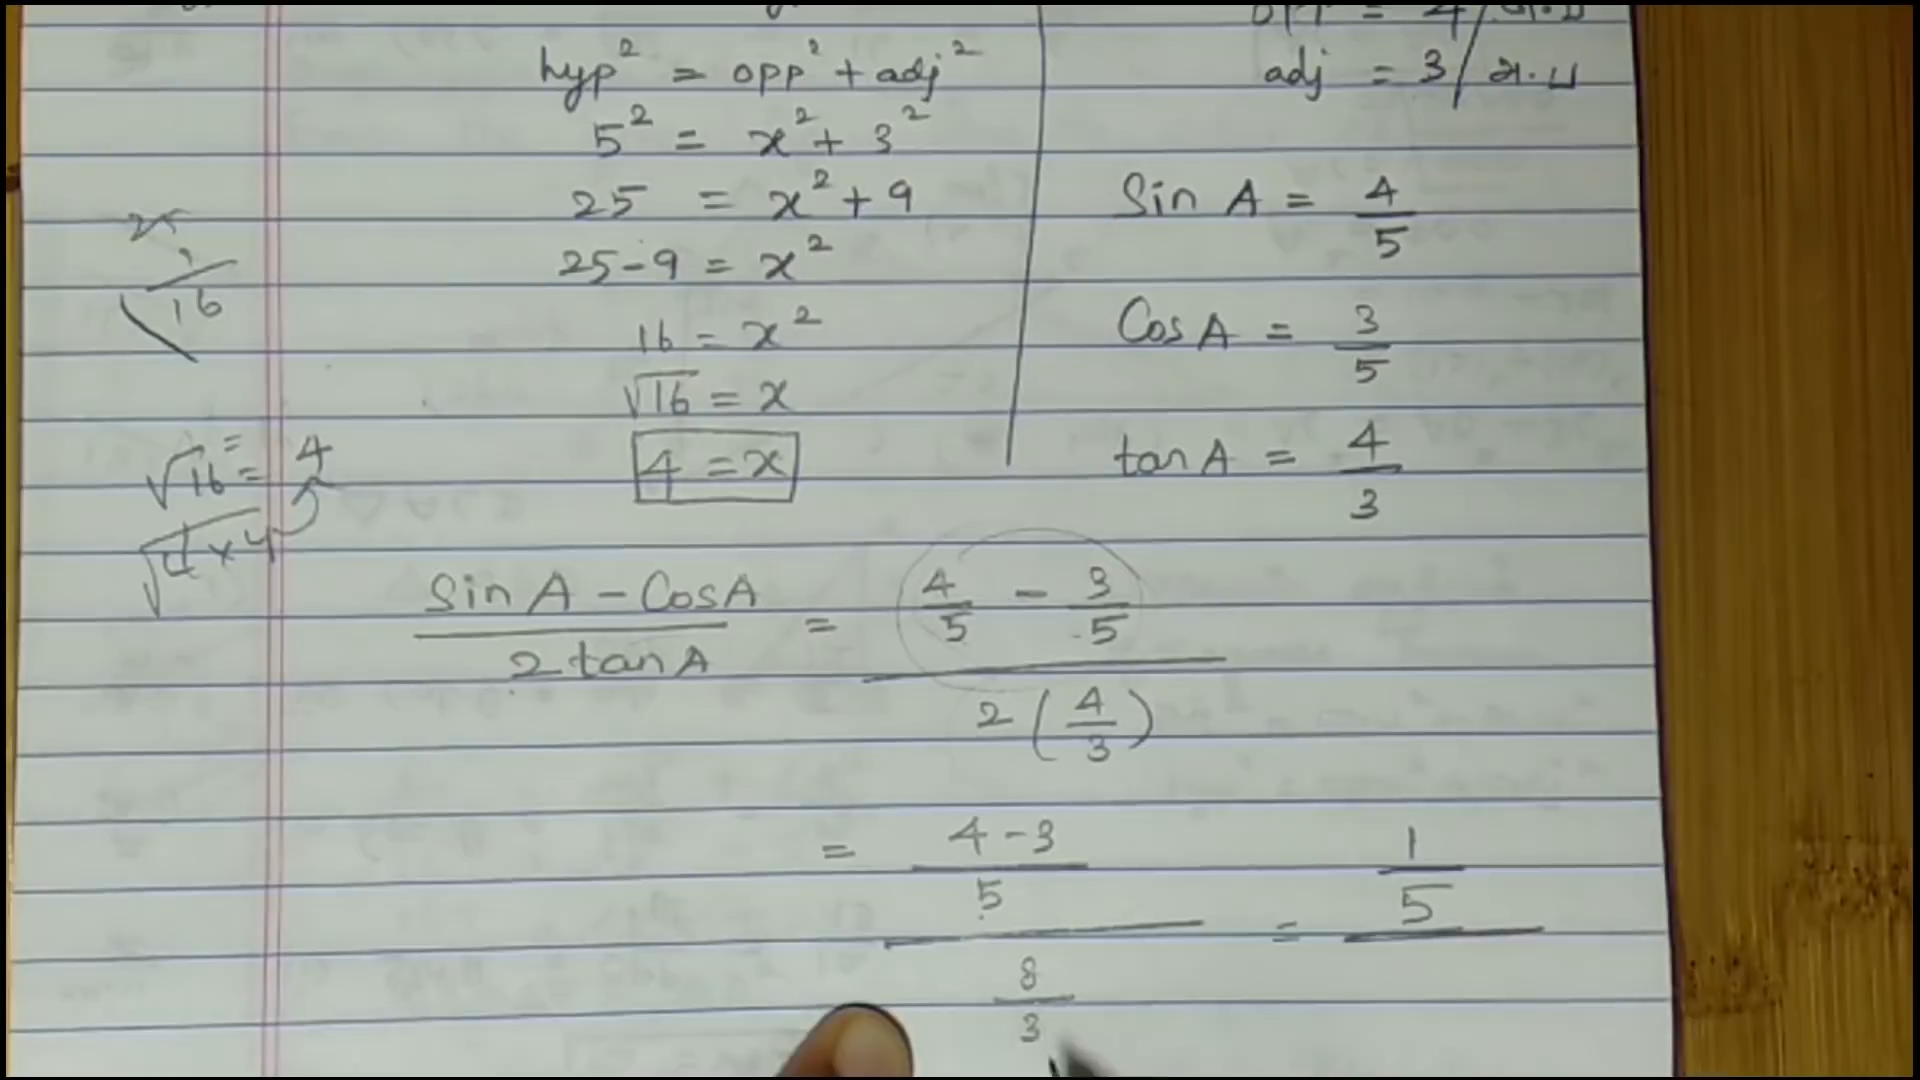 hyp² = opp² + adj²
5² = x² + 3²
25 = x² + 9
25 - 9 = x²
16 = x²
√16 = x
4 = x
adj = 3/
Sin A = 4/5
Cos A = 3/5
tan A = 4/3
16
√16 = 4
√4×4
Sin A - Cos A / 2 tan A = 4/5 - 3/5 / 2(4/3)
= 4-3 / 5 / 8/3 = 1/5